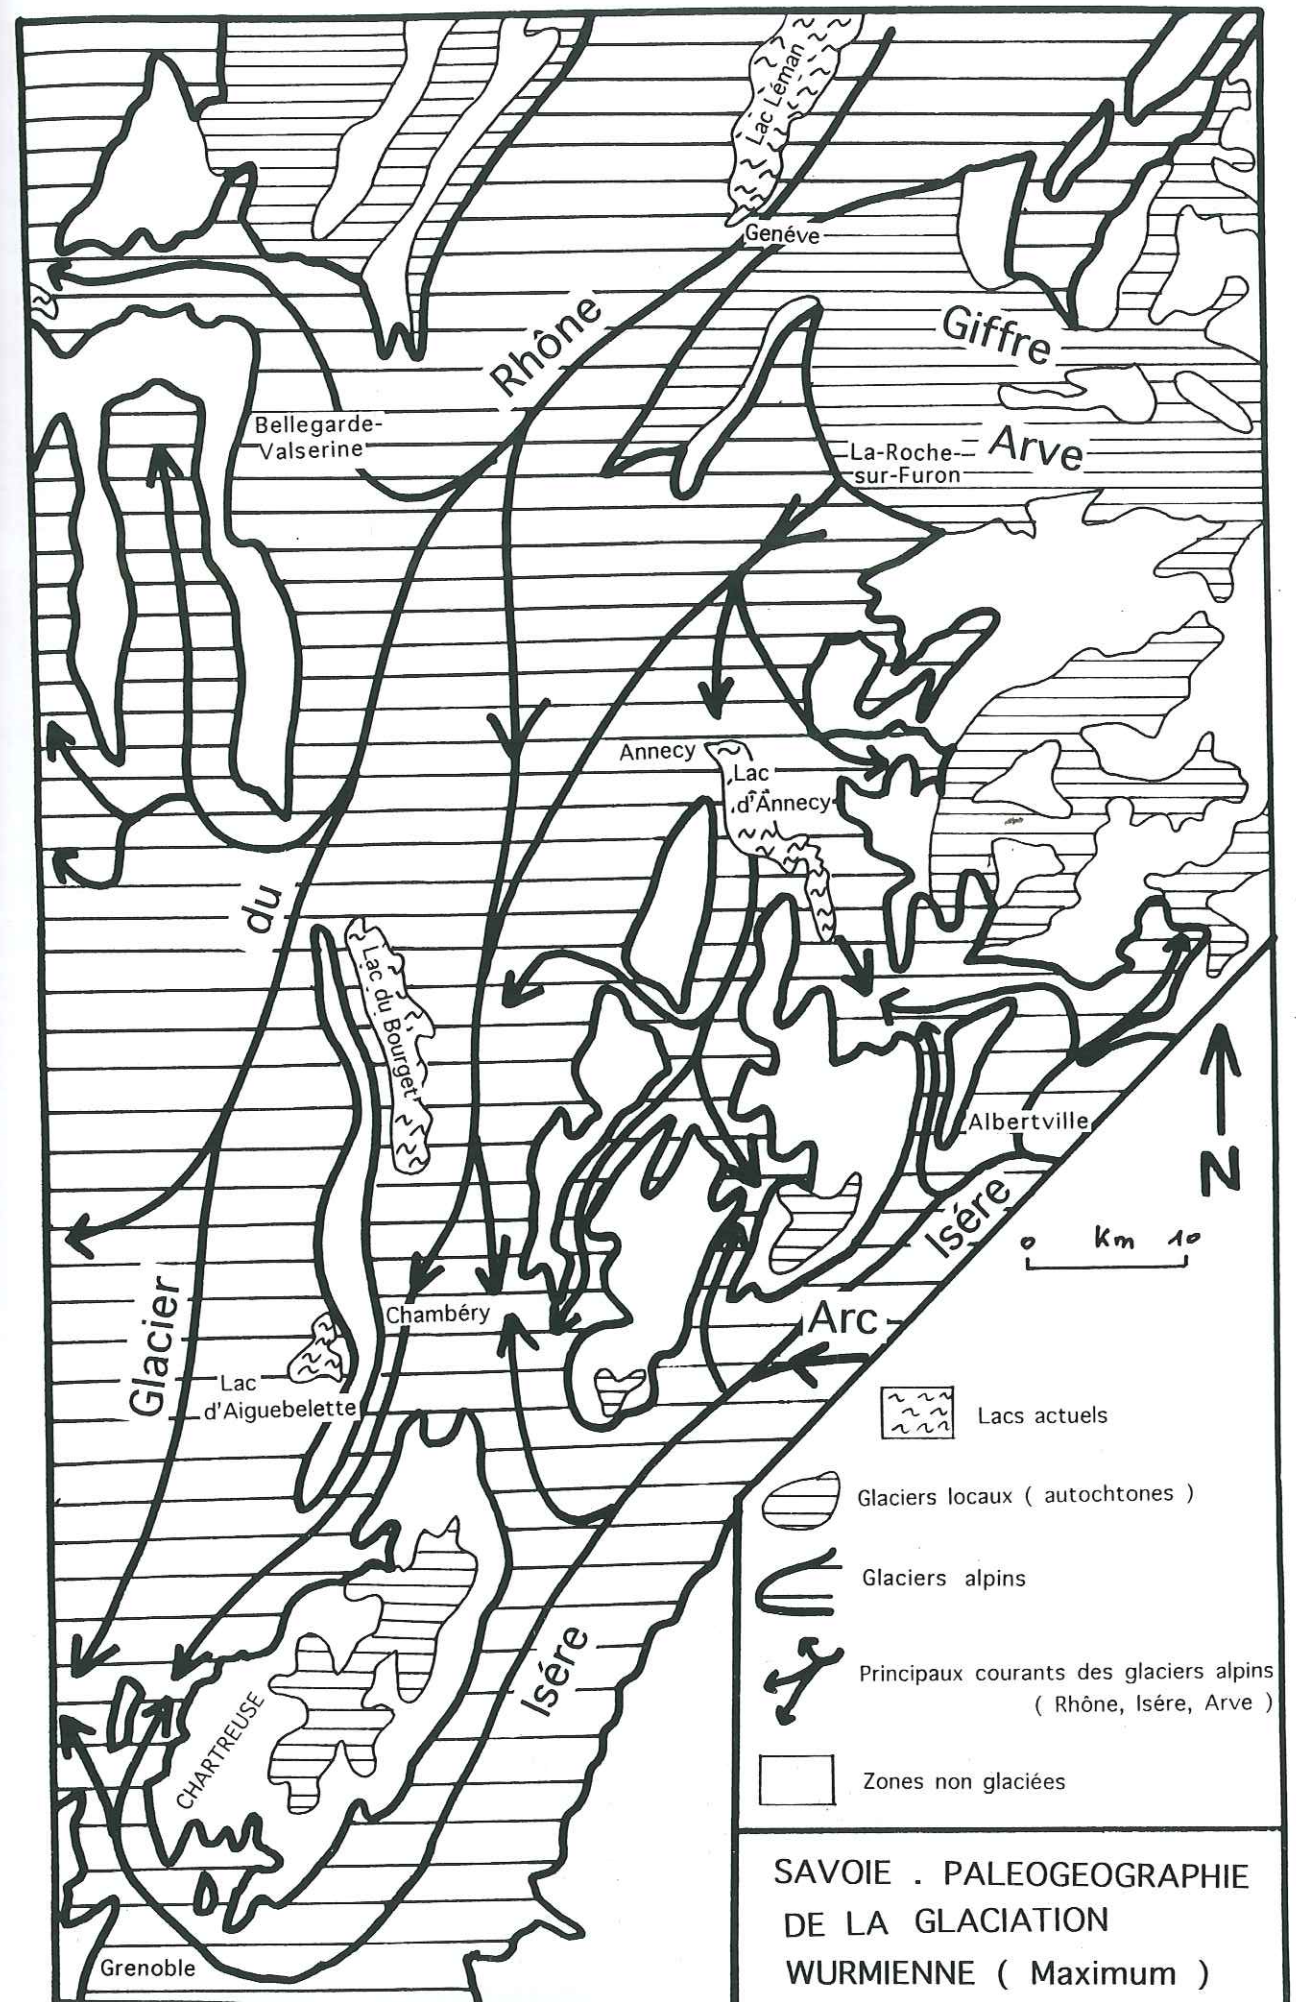 Lac Léman
Genéve
Rhône
Giffre
Bellegarde-
Valserine
La-Roche-
sur-Furon
Arve
Annecy
Lac
d'Annecy
du
Lac du Bourget
Albertville
N
Isére
0 Km 10
Glacier
Chambéry
Arc
Lac
d'Aiguebelette
Lacs actuels
Glaciers locaux ( autochtones )
Glaciers alpins
Isére
Principaux courants des glaciers alpins
( Rhône, Isére, Arve )
CHARTREUSE
Zones non glaciées
SAVOIE . PALEOGEOGRAPHIE
DE LA GLACIATION
WURMIENNE ( Maximum )
Grenoble